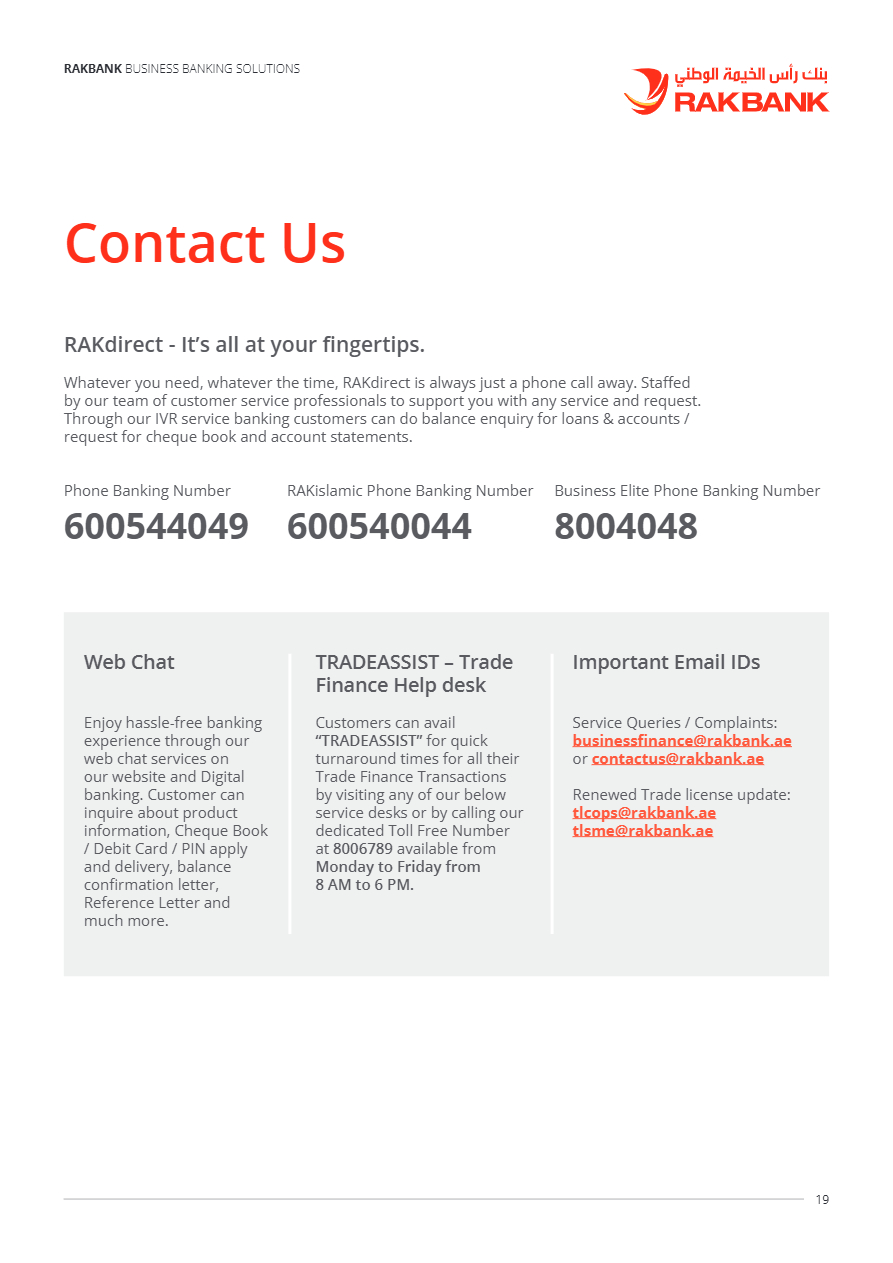 RAKBANK BUSINESS BANKING SOLUTIONS
بنك رأس الخيمة الوطني
RAKBANK
Contact Us
RAKdirect - It’s all at your fingertips.
Whatever you need, whatever the time, RAKdirect is always just a phone call away. Staffed
by our team of customer service professionals to support you with any service and request.
Through our IVR service banking customers can do balance enquiry for loans & accounts /
request for cheque book and account statements.
Phone Banking Number
600544049
RAKislamic Phone Banking Number
600540044
Business Elite Phone Banking Number
8004048
Web Chat
Enjoy hassle-free banking
experience through our
web chat services on
our website and Digital
banking. Customer can
inquire about product
information, Cheque Book
/ Debit Card / PIN apply
and delivery, balance
confirmation letter,
Reference Letter and
much more.
TRADEASSIST – Trade
Finance Help desk
Customers can avail
“TRADEASSIST” for quick
turnaround times for all their
Trade Finance Transactions
by visiting any of our below
service desks or by calling our
dedicated Toll Free Number
at 8006789 available from
Monday to Friday from
8 AM to 6 PM.
Important Email IDs
Service Queries / Complaints:
businessfinance@rakbank.ae
or contactus@rakbank.ae
Renewed Trade license update:
tlcops@rakbank.ae
tlsme@rakbank.ae
19